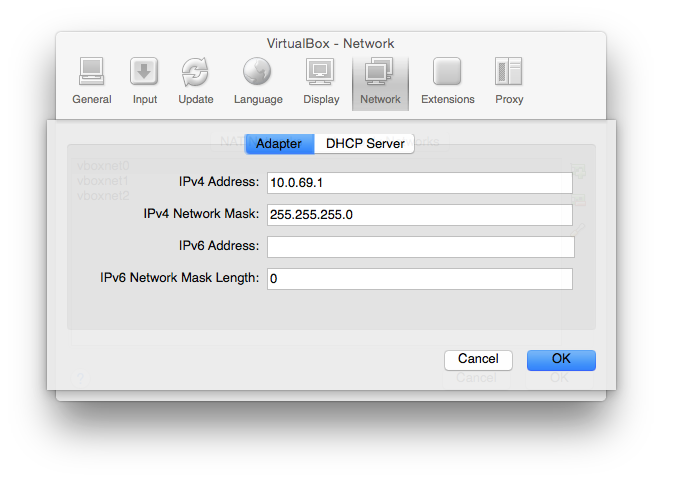 VirtualBox - Network
General Input Update Language Display Network Extensions Proxy
Adapter DHCP Server
vboxnet0
IPv4 Address: 10.0.69.1
vboxnet1
vboxnet2
IPv4 Network Mask: 255.255.255.0
IPv6 Address:
IPv6 Network Mask Length: 0
Cancel OK
? Cancel OK